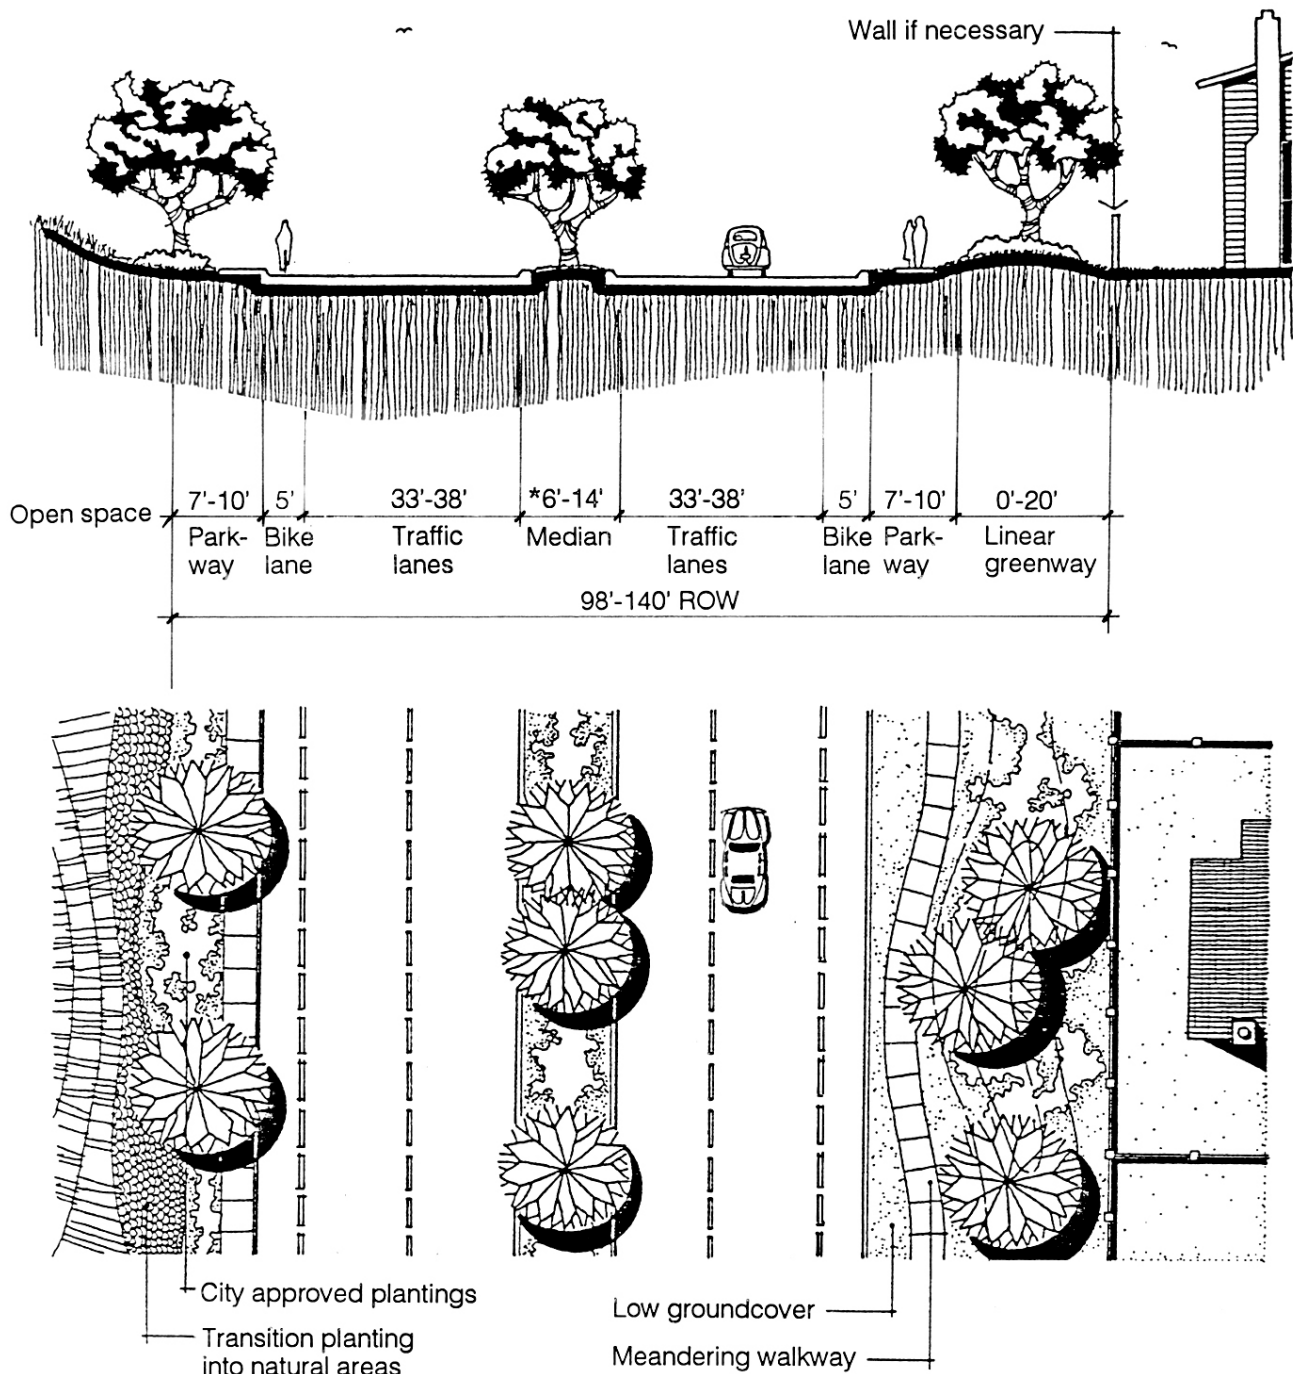 Wall if necessary
Open space
7'-10'
5'
33'-38'
*6'-14'
33'-38'
5'
7'-10'
0'-20'
Park-
way
Bike
lane
Traffic
lanes
Median
Traffic
lanes
Bike
lane
Park-
way
Linear
greenway
98'-140' ROW
City approved plantings
Transition planting
into natural areas
Low groundcover
Meandering walkway